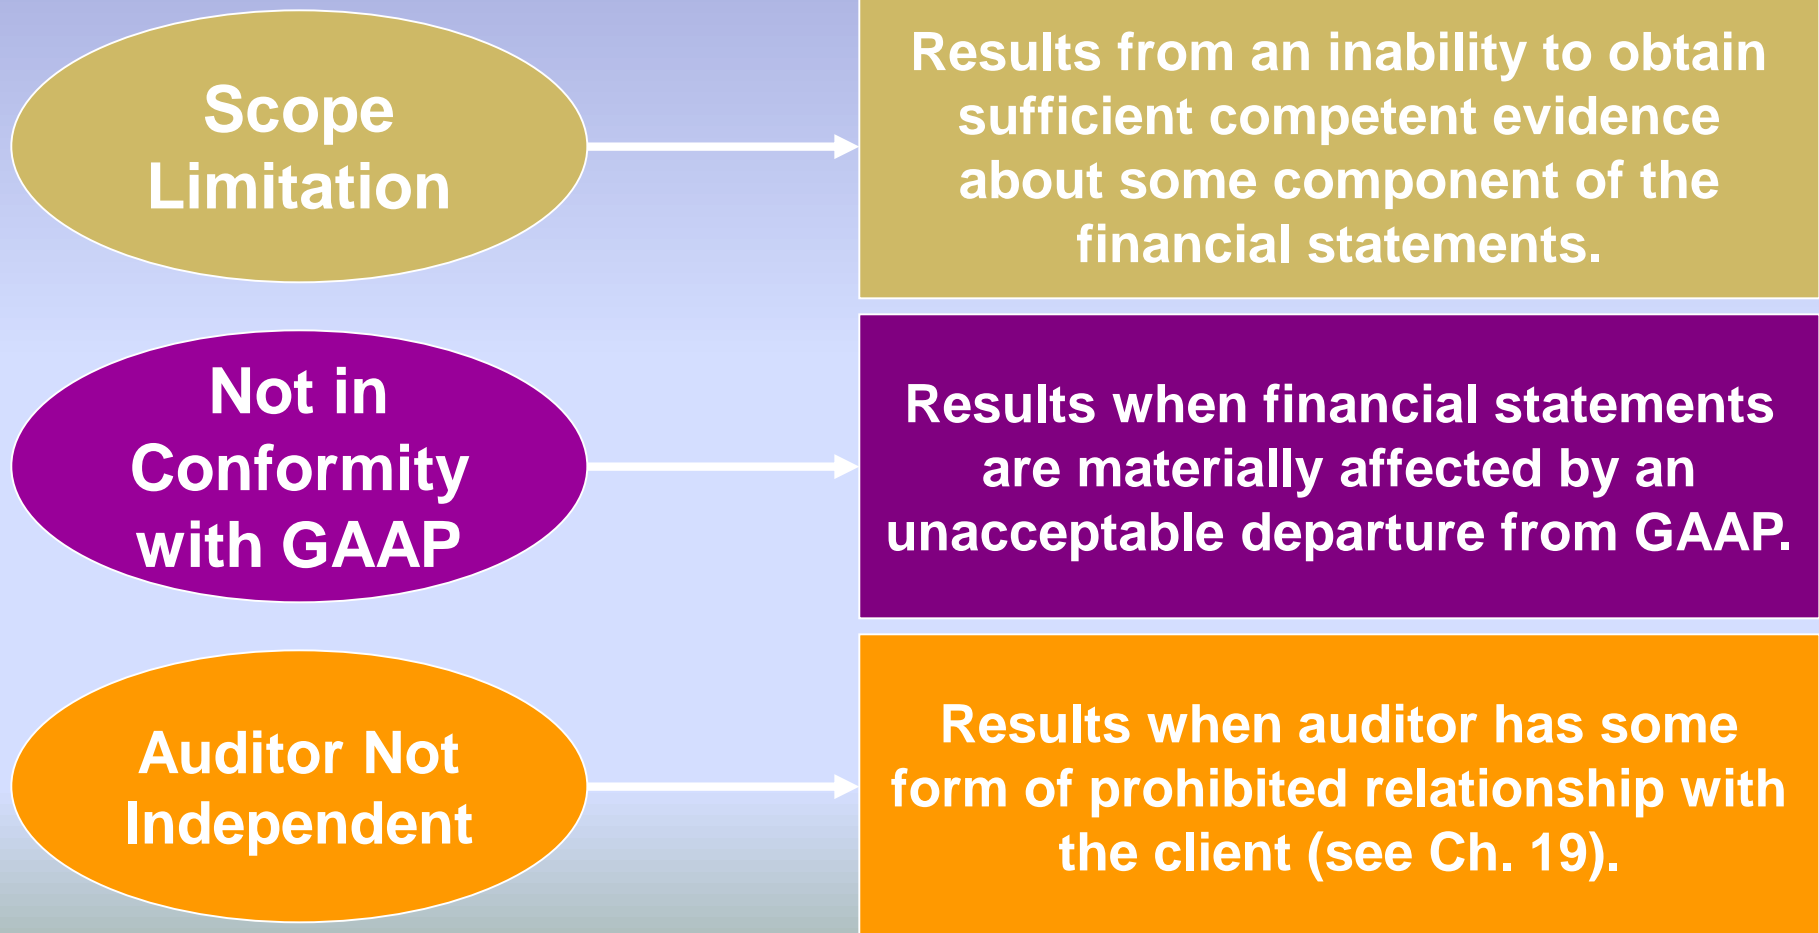 Scope
Limitation
Results from an inability to obtain
sufficient competent evidence
about some component of the
financial statements.
Not in
Conformity
with GAAP
Results when financial statements
are materially affected by an
unacceptable departure from GAAP.
Auditor Not
Independent
Results when auditor has some
form of prohibited relationship with
the client (see Ch. 19).